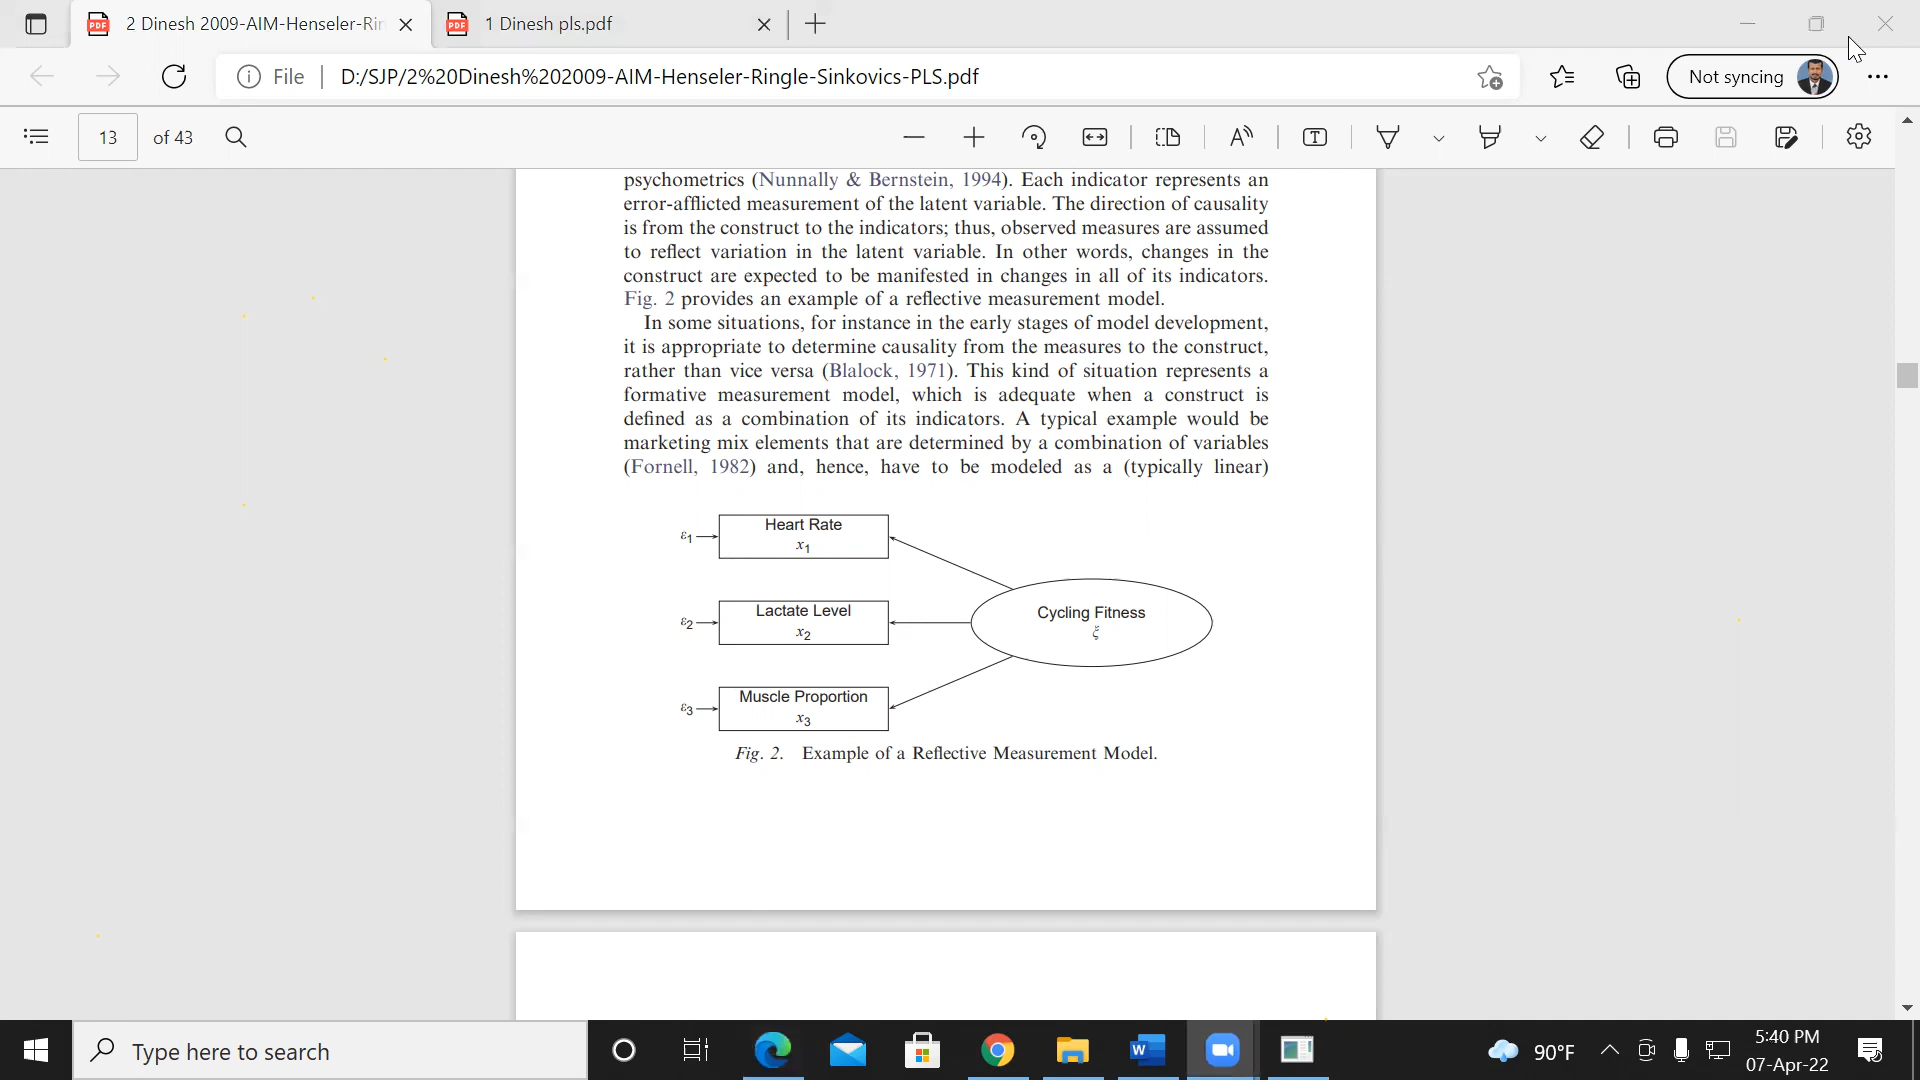 2 Dinesh 2009-AIM-Henseler-Rin
1 Dinesh pls.pdf
File
D:/SJP/2%20Dinesh%202009-AIM-Henseler-Ringle-Sinkovics-PLS.pdf
Not syncing
13 of 43
psychometrics (Nunnally & Bernstein, 1994). Each indicator represents an
error-afflicted measurement of the latent variable. The direction of causality
is from the construct to the indicators; thus, observed measures are assumed
to reflect variation in the latent variable. In other words, changes in the
construct are expected to be manifested in changes in all of its indicators.
Fig. 2 provides an example of a reflective measurement model.
In some situations, for instance in the early stages of model development,
it is appropriate to determine causality from the measures to the construct,
rather than vice versa (Blalock, 1971). This kind of situation represents a
formative measurement model, which is adequate when a construct is
defined as a combination of its indicators. A typical example would be
marketing mix elements that are determined by a combination of variables
(Fornell, 1982) and, hence, have to be modeled as a (typically linear)
Heart Rate
ε1
x1
Lactate Level
ε2
x2
Cycling Fitness
ξ
Muscle Proportion
ε3
x3
Fig. 2. Example of a Reflective Measurement Model.
Type here to search
90°F
5:40 PM
07-Apr-22